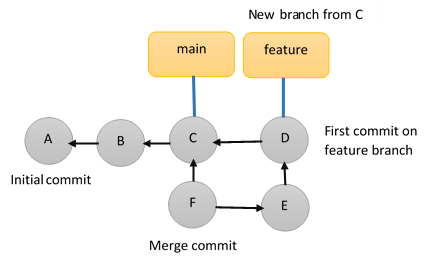 New branch from C
main
feature
A
B
C
D
First commit on
feature branch
Initial commit
F
E
Merge commit